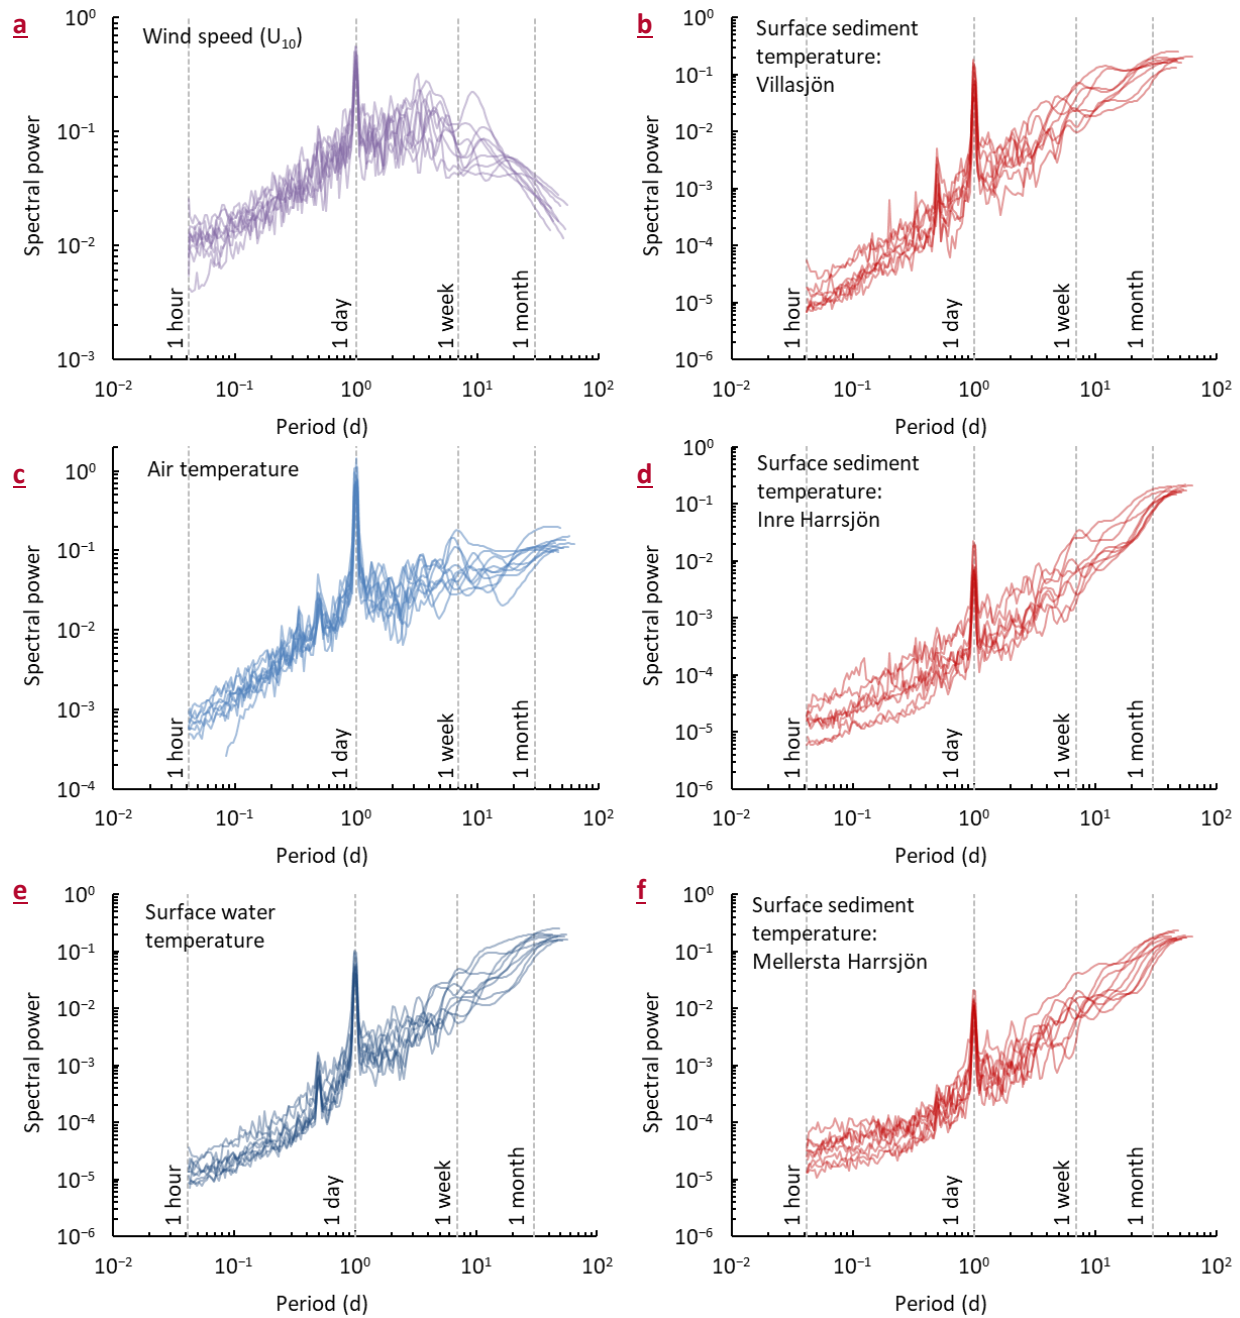 a
Wind speed (U₁₀)
Spectral power
10⁰
10⁻¹
10⁻²
10⁻³
1 hour
1 day
1 week
1 month
10⁻² 10⁻¹ 10⁰ 10¹ 10²
Period (d)
b
Surface sediment
temperature:
Villasjön
Spectral power
10⁰
10⁻¹
10⁻²
10⁻³
10⁻⁴
10⁻⁵
10⁻⁶
1 hour
1 day
1 week
1 month
10⁻² 10⁻¹ 10⁰ 10¹ 10²
Period (d)
c
Air temperature
Spectral power
10⁰
10⁻¹
10⁻²
10⁻³
10⁻⁴
1 hour
1 day
1 week
1 month
10⁻² 10⁻¹ 10⁰ 10¹ 10²
Period (d)
d
Surface sediment
temperature:
Inre Harrsjön
Spectral power
10⁰
10⁻¹
10⁻²
10⁻³
10⁻⁴
10⁻⁵
10⁻⁶
1 hour
1 day
1 week
1 month
10⁻² 10⁻¹ 10⁰ 10¹ 10²
Period (d)
e
Surface water
temperature
Spectral power
10⁰
10⁻¹
10⁻²
10⁻³
10⁻⁴
10⁻⁵
10⁻⁶
1 hour
1 day
1 week
1 month
10⁻² 10⁻¹ 10⁰ 10¹ 10²
Period (d)
f
Surface sediment
temperature:
Mellersta Harrsjön
Spectral power
10⁰
10⁻¹
10⁻²
10⁻³
10⁻⁴
10⁻⁵
10⁻⁶
1 hour
1 day
1 week
1 month
10⁻² 10⁻¹ 10⁰ 10¹ 10²
Period (d)